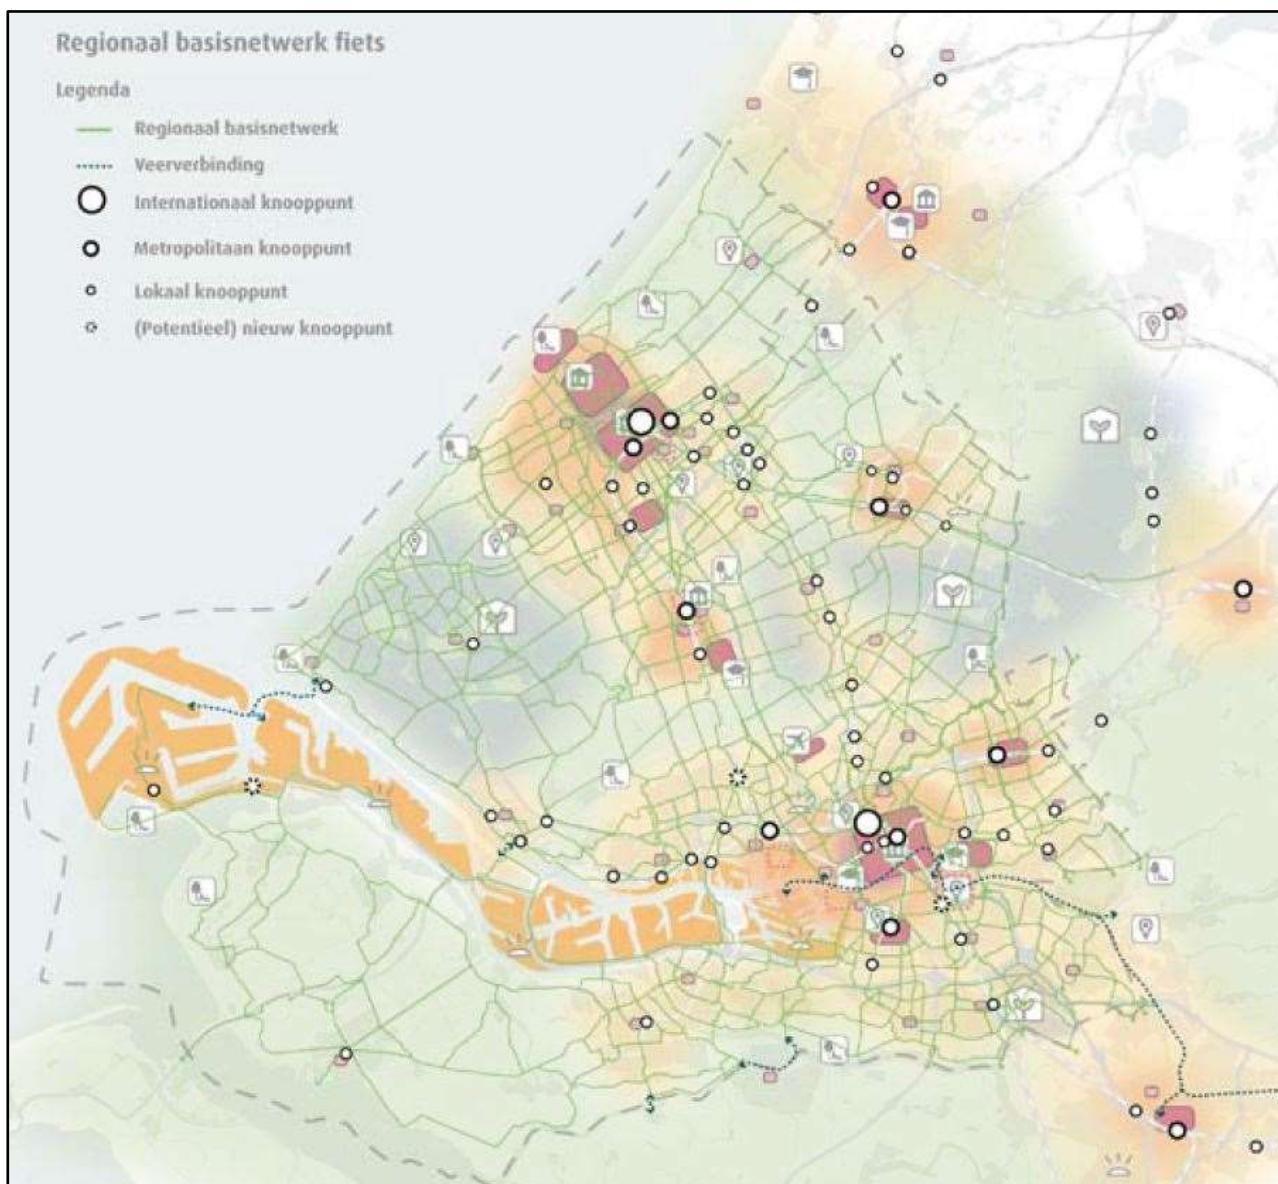 Regionaal basisnetwerk fiets
Legenda
Regionaal basisnetwerk
Veerverbinding
Internationaal knooppunt
Metropolitaan knooppunt
Lokaal knooppunt
(Potentieel) nieuw knooppunt